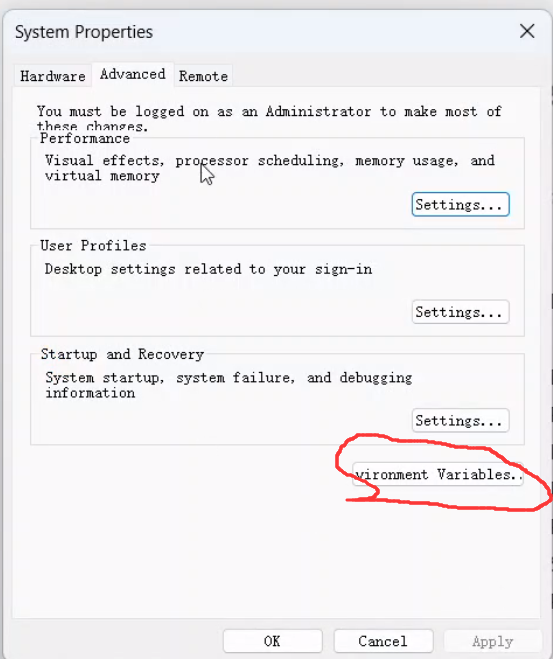 System Properties
Hardware Advanced Remote
You must be logged on as an Administrator to make most of
these changes.
Performance
Visual effects, processor scheduling, memory usage, and
virtual memory
Settings...
User Profiles
Desktop settings related to your sign-in
Settings...
Startup and Recovery
System startup, system failure, and debugging
information
Settings...
vironment Variables..
OK Cancel Apply